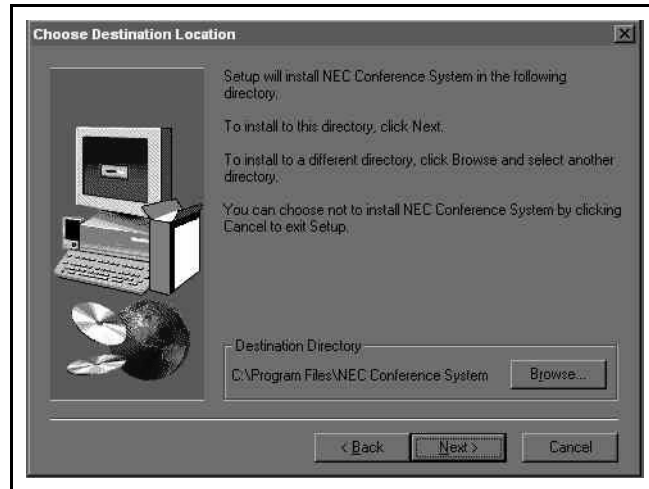 Choose Destination Location
Setup will install NEC Conference System in the following
directory.
To install to this directory, click Next.
To install to a different directory, click Browse and select another
directory.
You can choose not to install NEC Conference System by clicking
Cancel to exit Setup.
Destination Directory
C:\Program Files\NEC Conference System
Browse...
< Back
Next >
Cancel